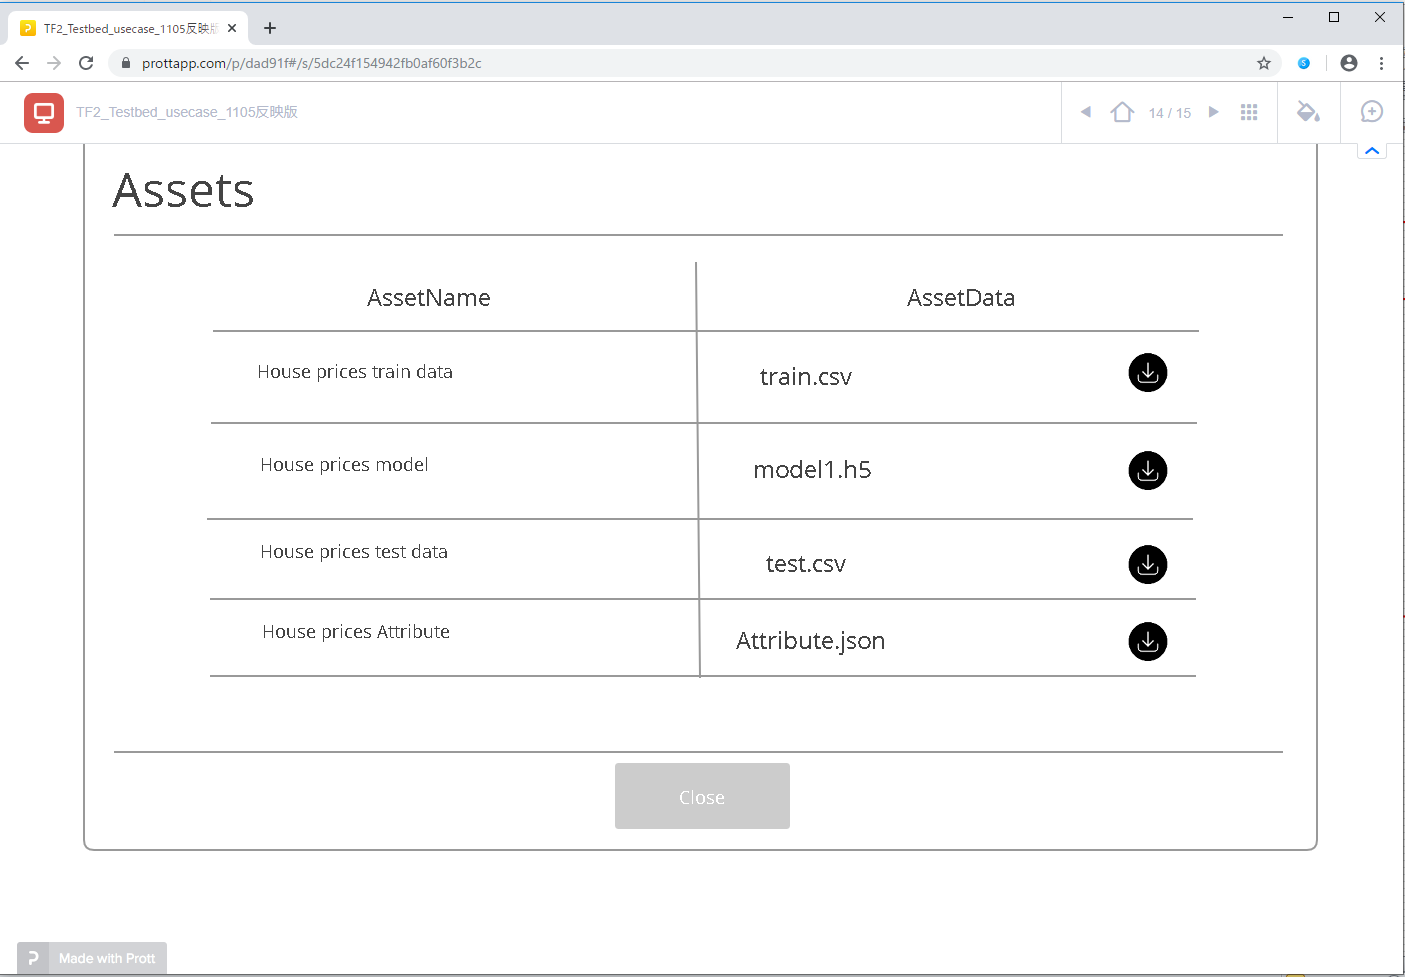 TF2_Testbed_usecase_1105反映版
prottapp.com/p/dad91f#/s/5dc24f154942fb0af60f3b2c
TF2_Testbed_usecase_1105反映版
14 / 15
Assets
AssetName
AssetData
House prices train data
train.csv
House prices model
model1.h5
House prices test data
test.csv
House prices Attribute
Attribute.json
Close
Made with Prott